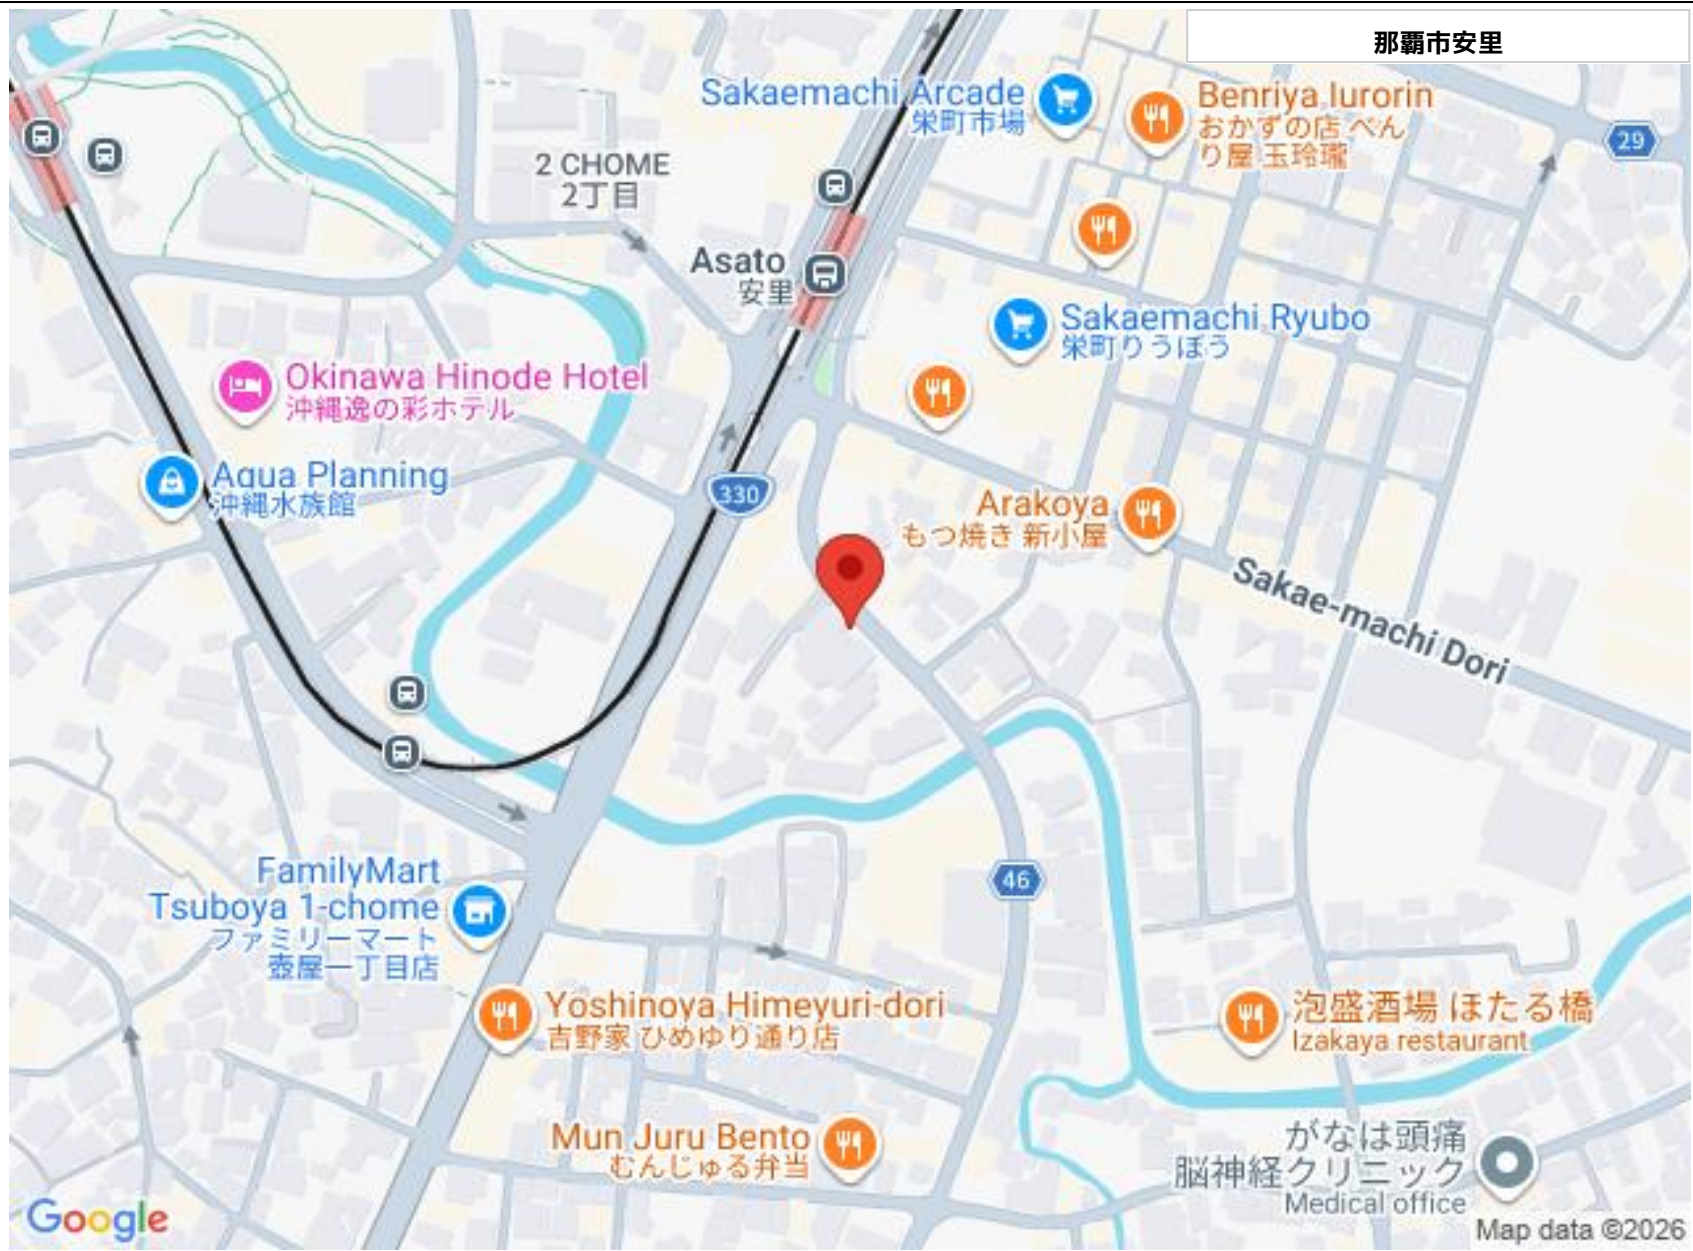 那覇市安里
Sakaemachi Arcade
栄町市場
Benriya Iurorin
おかずの店 べん
り屋 玉玲瓏
29
2 CHOME
2丁目
Asato
安里
Sakaemachi Ryubo
栄町りうぼう
Okinawa Hinode Hotel
沖縄逸の彩ホテル
Aqua Planning
沖縄水族館
330
Arakoya
もつ焼き 新小屋
Sakae-machi Dori
46
FamilyMart
Tsuboya 1-chome
ファミリーマート
壺屋一丁目店
Yoshinoya Himeyuri-dori
吉野家 ひめゆり通り店
泡盛酒場 ほたる橋
Izakaya restaurant
Mun Juru Bento
むんじゅる弁当
がなは頭痛
脳神経クリニック
Medical office
Google
Map data ©2026